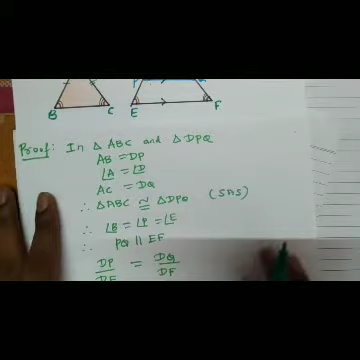 P
B C E F
Proof: In △ ABC and △ DPQ
AB = DP
∠A = ∠D
AC = DQ
∴ △ABC ≅ △DPQ (SAS)
∴ ∠B = ∠P = ∠E
∴ PQ || EF
DP/DE = DQ/DF